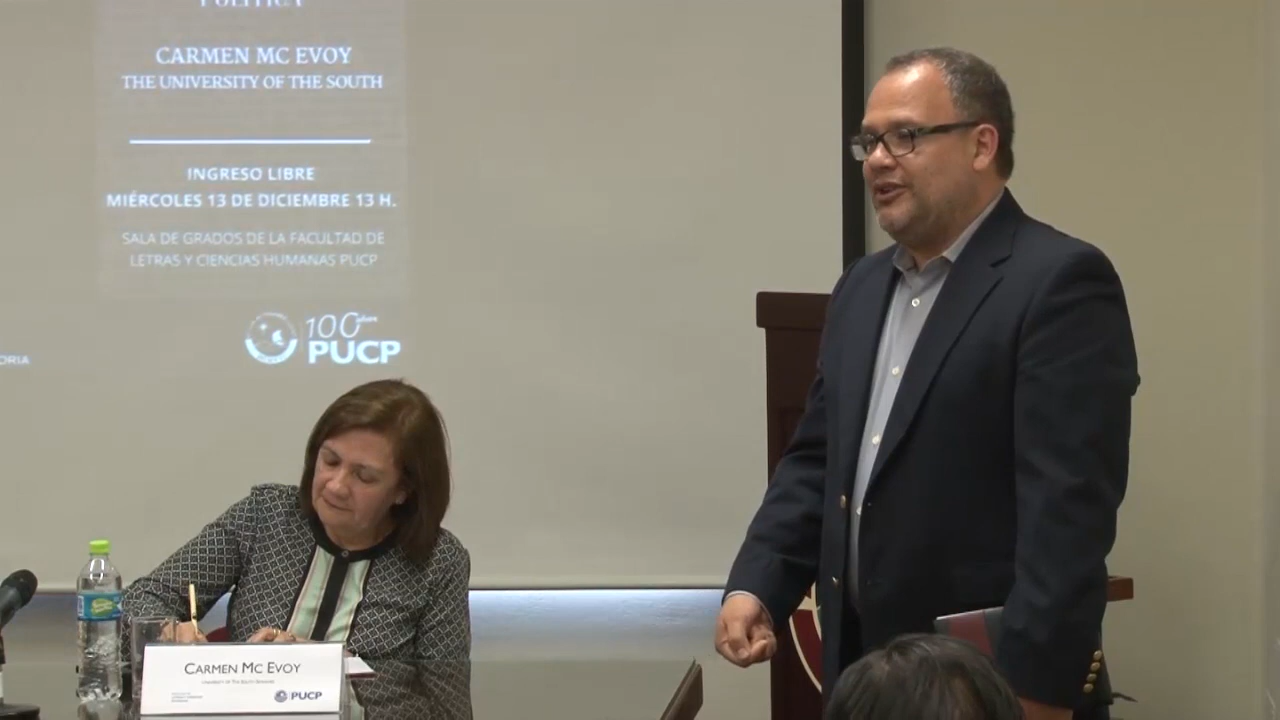 POLÍTICA
CARMEN MC EVOY
THE UNIVERSITY OF THE SOUTH
INGRESO LIBRE
MIÉRCOLES 13 DE DICIEMBRE 13 H.
SALA DE GRADOS DE LA FACULTAD DE
LETRAS Y CIENCIAS HUMANAS PUCP
100 años
PUCP
ORIA
CARMEN MC EVOY
PUCP